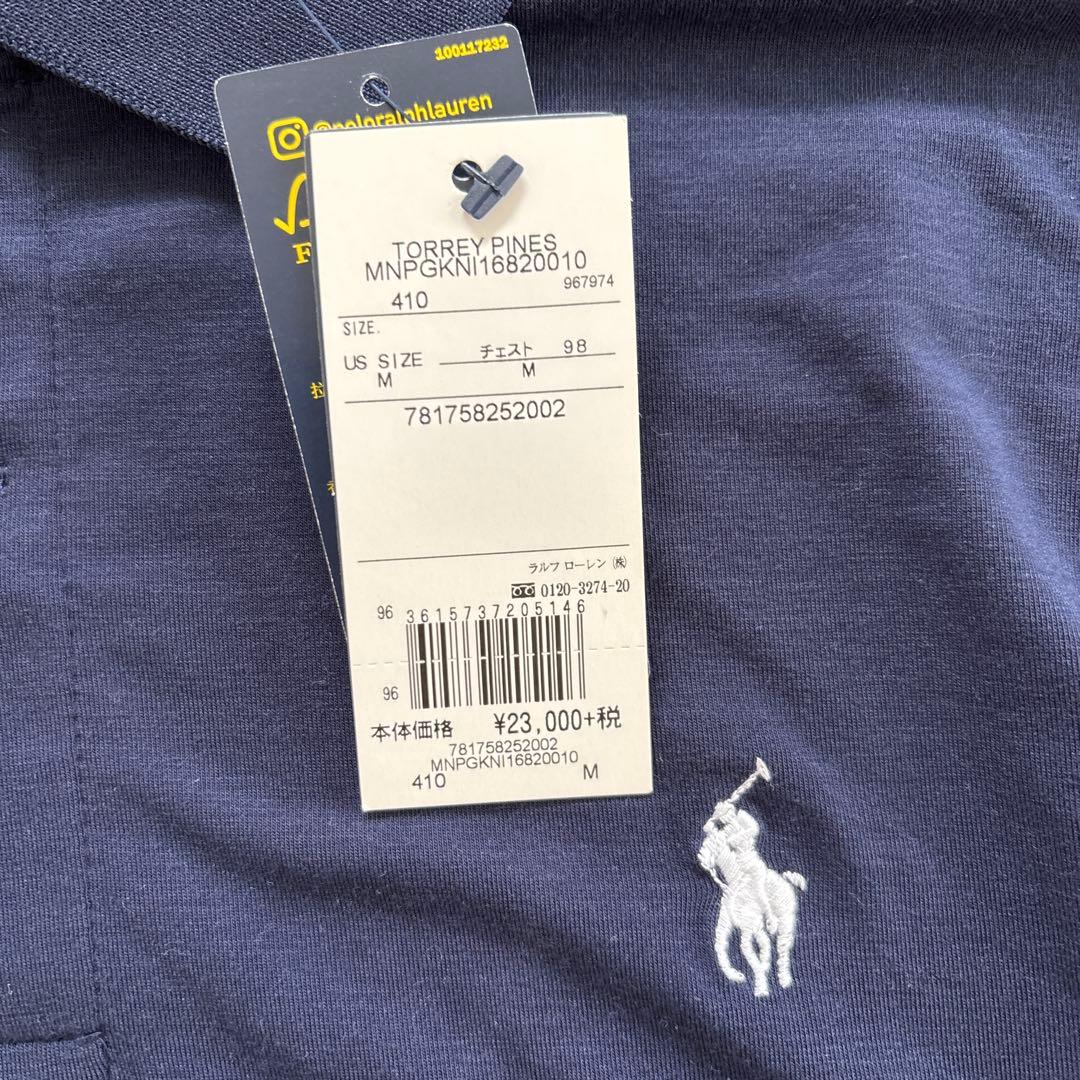 100117232
@poloralphlauren
TORREY PINES
MNPGKNI16820010
967974
410
SIZE.
US SIZE チェスト 98
M M
781758252002
ラルフ ローレン ㈱
0120-3274-20
96 3615737205146
96
本体価格 ¥23,000+税
781758252002
MNPGKNI16820010
410 M